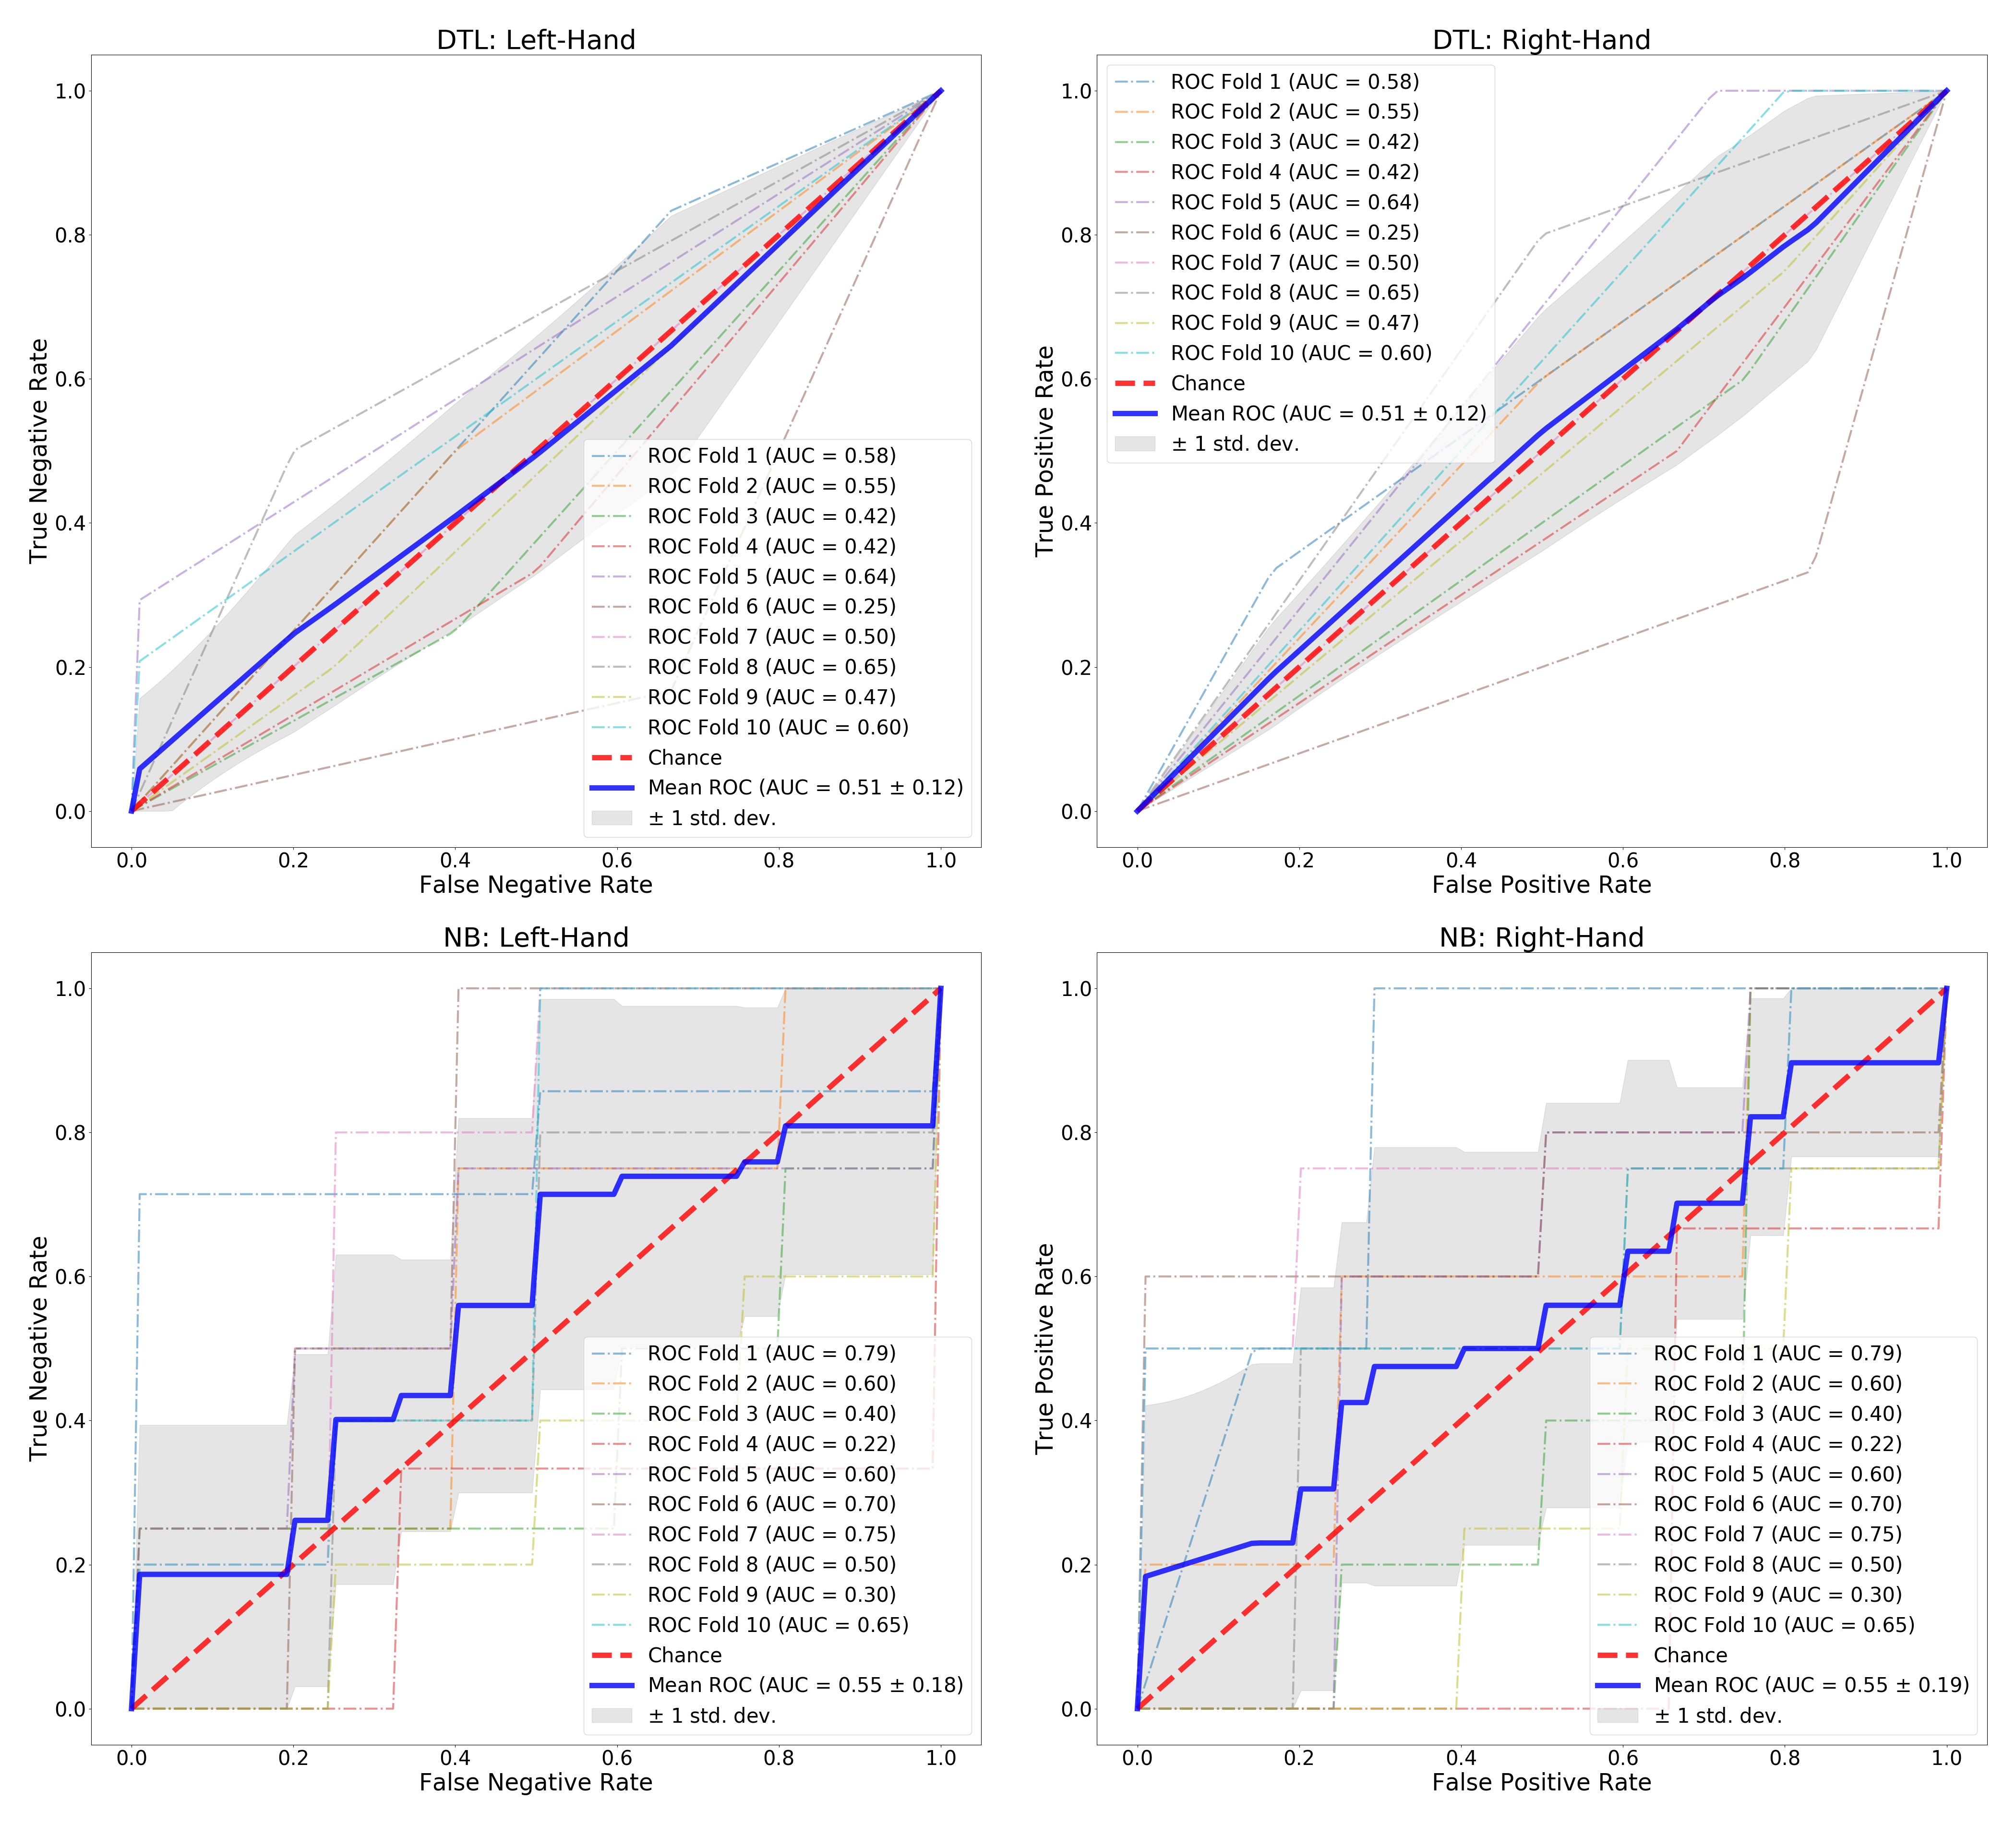 DTL: Left-Hand
True Negative Rate
1.0
0.8
0.6
0.4
0.2
0.0
ROC Fold 1 (AUC = 0.58)
ROC Fold 2 (AUC = 0.55)
ROC Fold 3 (AUC = 0.42)
ROC Fold 4 (AUC = 0.42)
ROC Fold 5 (AUC = 0.64)
ROC Fold 6 (AUC = 0.25)
ROC Fold 7 (AUC = 0.50)
ROC Fold 8 (AUC = 0.65)
ROC Fold 9 (AUC = 0.47)
ROC Fold 10 (AUC = 0.60)
Chance
Mean ROC (AUC = 0.51 ± 0.12)
± 1 std. dev.
0.0 0.2 0.4 0.6 0.8 1.0
False Negative Rate
DTL: Right-Hand
True Positive Rate
1.0
0.8
0.6
0.4
0.2
0.0
ROC Fold 1 (AUC = 0.58)
ROC Fold 2 (AUC = 0.55)
ROC Fold 3 (AUC = 0.42)
ROC Fold 4 (AUC = 0.42)
ROC Fold 5 (AUC = 0.64)
ROC Fold 6 (AUC = 0.25)
ROC Fold 7 (AUC = 0.50)
ROC Fold 8 (AUC = 0.65)
ROC Fold 9 (AUC = 0.47)
ROC Fold 10 (AUC = 0.60)
Chance
Mean ROC (AUC = 0.51 ± 0.12)
± 1 std. dev.
0.0 0.2 0.4 0.6 0.8 1.0
False Positive Rate
NB: Left-Hand
True Negative Rate
1.0
0.8
0.6
0.4
0.2
0.0
ROC Fold 1 (AUC = 0.79)
ROC Fold 2 (AUC = 0.60)
ROC Fold 3 (AUC = 0.40)
ROC Fold 4 (AUC = 0.22)
ROC Fold 5 (AUC = 0.60)
ROC Fold 6 (AUC = 0.70)
ROC Fold 7 (AUC = 0.75)
ROC Fold 8 (AUC = 0.50)
ROC Fold 9 (AUC = 0.30)
ROC Fold 10 (AUC = 0.65)
Chance
Mean ROC (AUC = 0.55 ± 0.18)
± 1 std. dev.
0.0 0.2 0.4 0.6 0.8 1.0
False Negative Rate
NB: Right-Hand
True Positive Rate
1.0
0.8
0.6
0.4
0.2
0.0
ROC Fold 1 (AUC = 0.79)
ROC Fold 2 (AUC = 0.60)
ROC Fold 3 (AUC = 0.40)
ROC Fold 4 (AUC = 0.22)
ROC Fold 5 (AUC = 0.60)
ROC Fold 6 (AUC = 0.70)
ROC Fold 7 (AUC = 0.75)
ROC Fold 8 (AUC = 0.50)
ROC Fold 9 (AUC = 0.30)
ROC Fold 10 (AUC = 0.65)
Chance
Mean ROC (AUC = 0.55 ± 0.19)
± 1 std. dev.
0.0 0.2 0.4 0.6 0.8 1.0
False Positive Rate